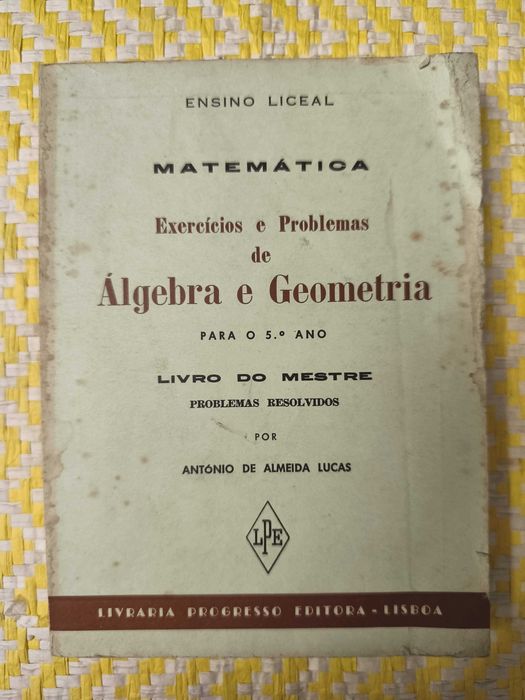 ENSINO LICEAL
MATEMÁTICA
Exercícios e Problemas
de
Álgebra e Geometria
PARA O 5.º ANO
LIVRO DO MESTRE
PROBLEMAS RESOLVIDOS
POR
ANTÓNIO DE ALMEIDA LUCAS
LPE
LIVRARIA PROGRESSO EDITORA - LISBOA